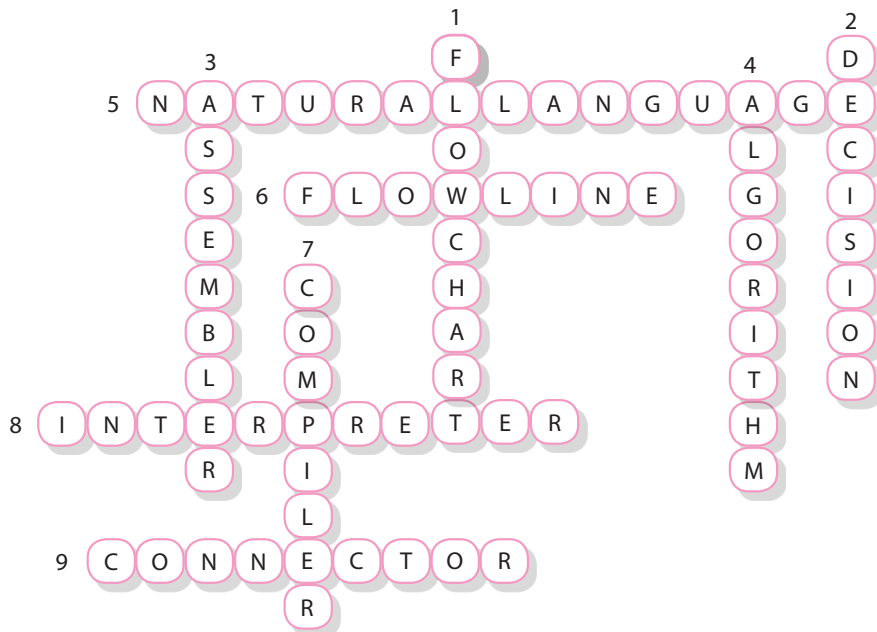 1
2
F
D
3
4
5 NATURALLANGUAGE
S O L C
S 6 FLOWLINE G I
E C O S
7
M C H R I
B O A I O
L M R T N
8 INTERPRETER H
R I M
L
9 CONNECTOR
R